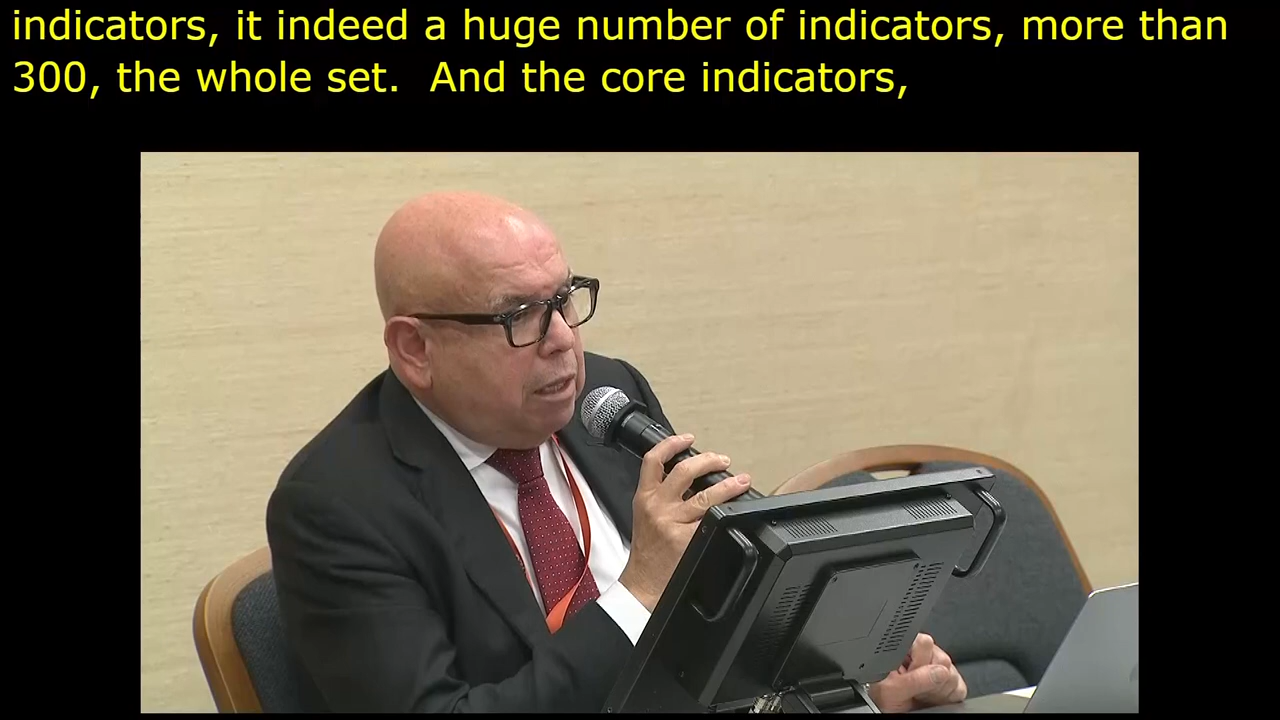 indicators, it indeed a huge number of indicators, more than
300, the whole set.  And the core indicators,